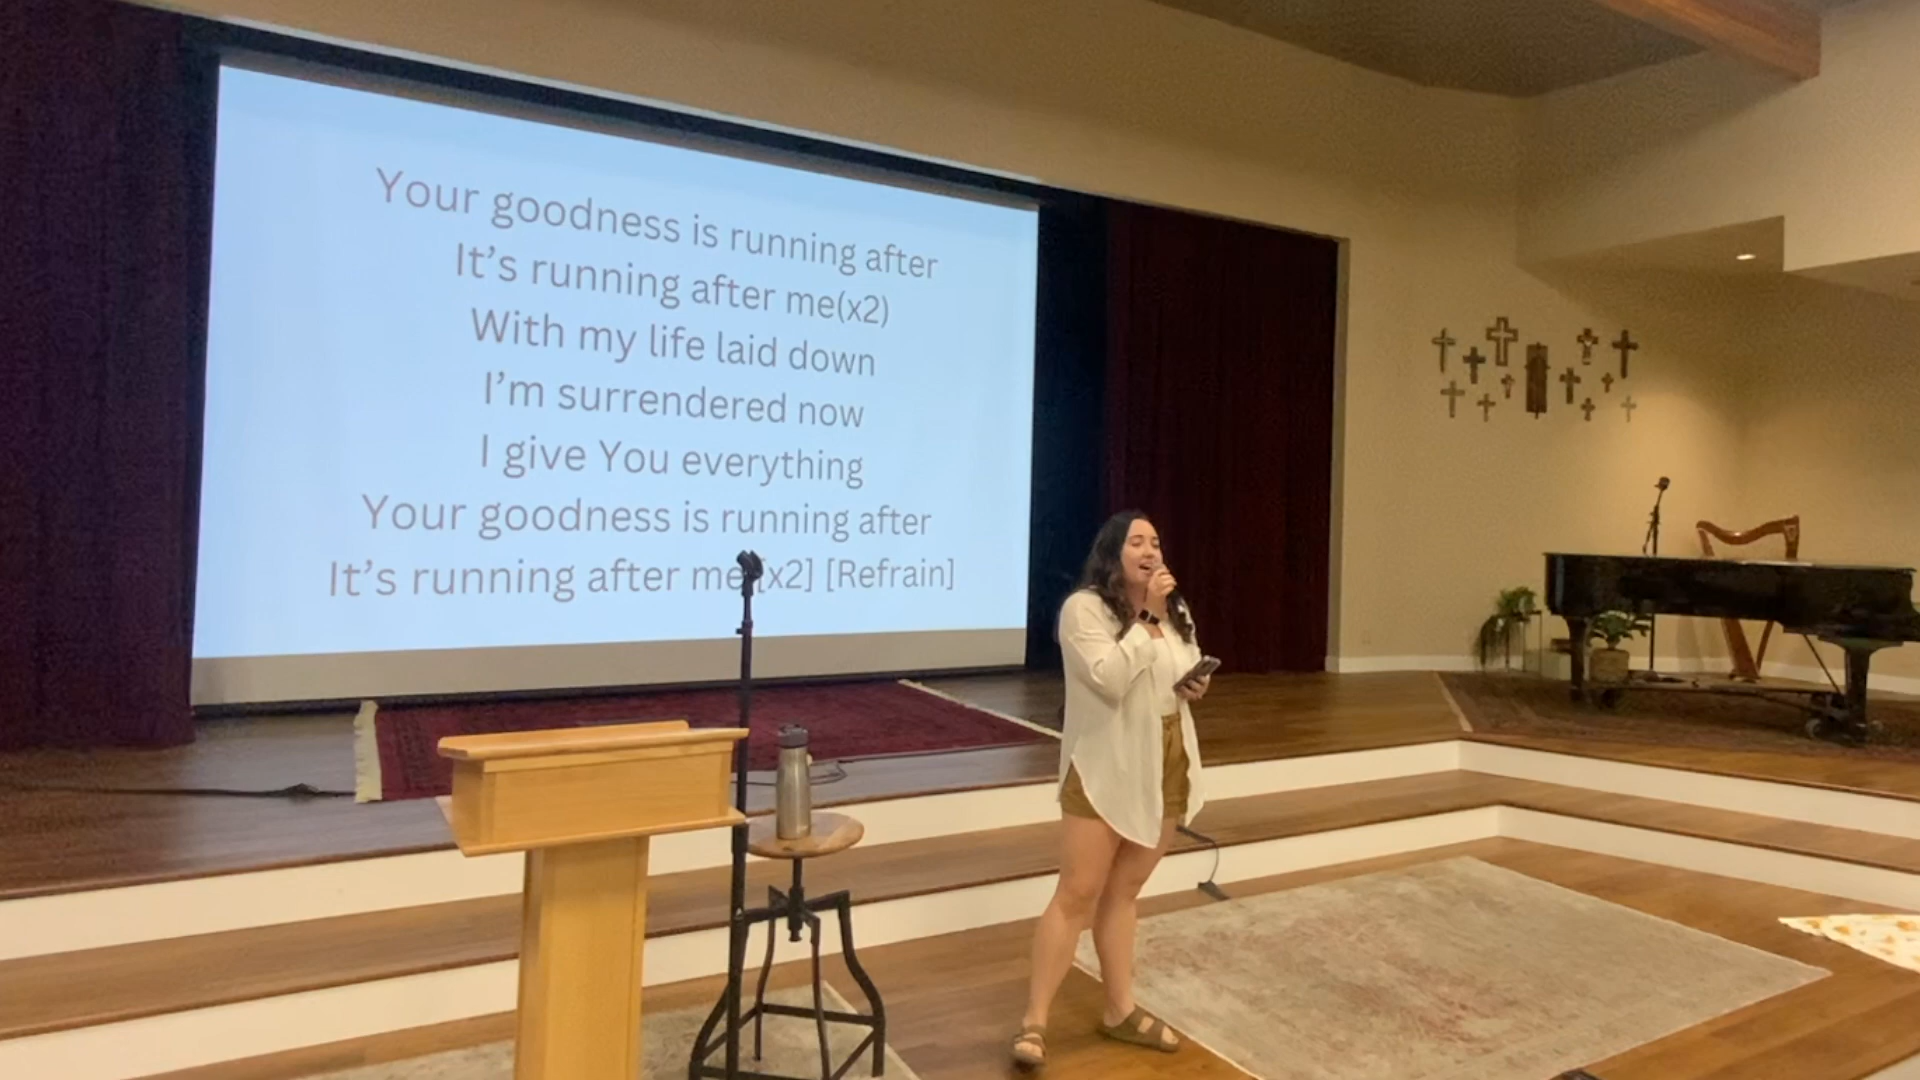 Your goodness is running after
It's running after me(x2)
With my life laid down
I'm surrendered now
I give You everything
Your goodness is running after
It's running after me [x2] [Refrain]